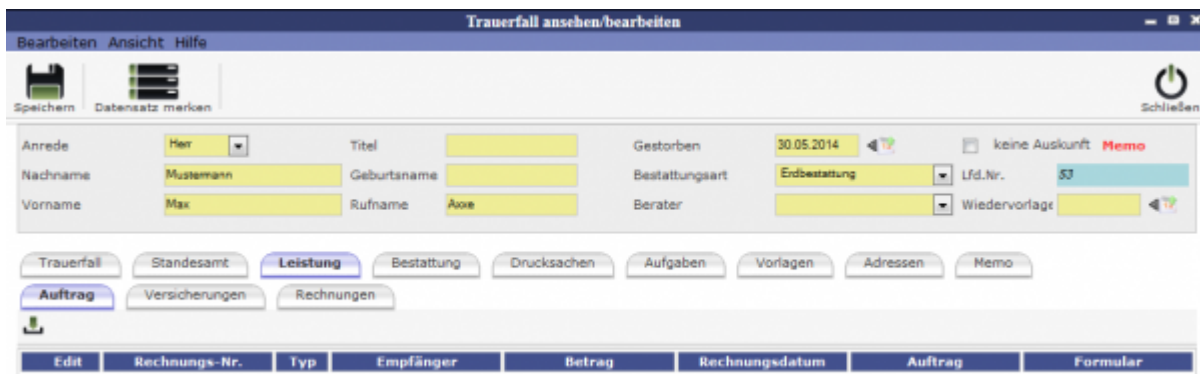 Trauerfall ansehen/bearbeiten
Bearbeiten Ansicht Hilfe
Speichern Datensatz merken Schließen
Anrede Herr Titel Gestorben 30.05.2014 keine Auskunft Memo
Nachname Mustermann Geburtsname Bestattungsart Erdbestattung Lfd.Nr. 53
Vorname Max Rufname Berater Wiedervorlage
Trauerfall Standesamt Leistung Bestattung Drucksachen Aufgaben Vorlagen Adressen Memo
Auftrag Versicherungen Rechnungen
Edit Rechnungs-Nr. Typ Empfänger Betrag Rechnungsdatum Auftrag Formular